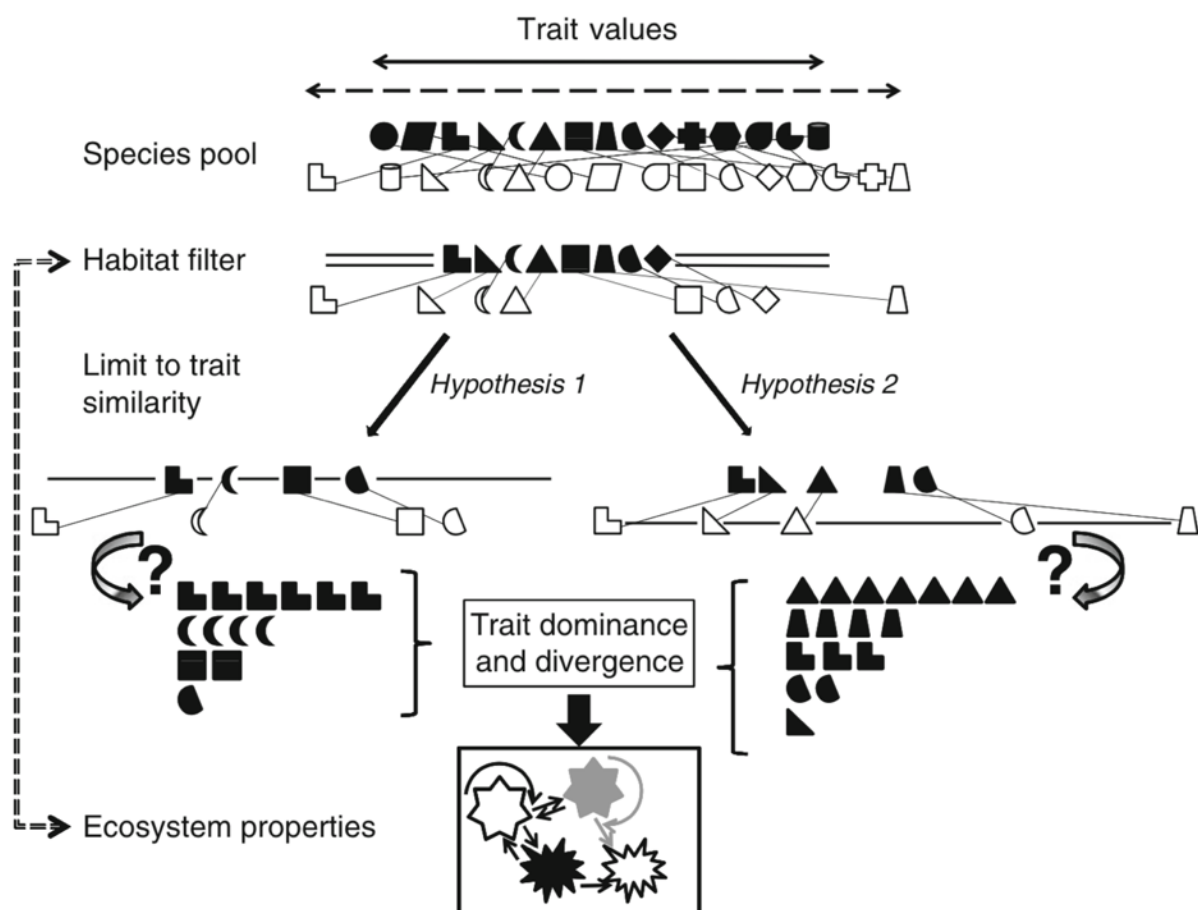 Trait values
Species pool
Habitat filter
Limit to trait
similarity
Hypothesis 1
Hypothesis 2
?
?
Trait dominance
and divergence
Ecosystem properties